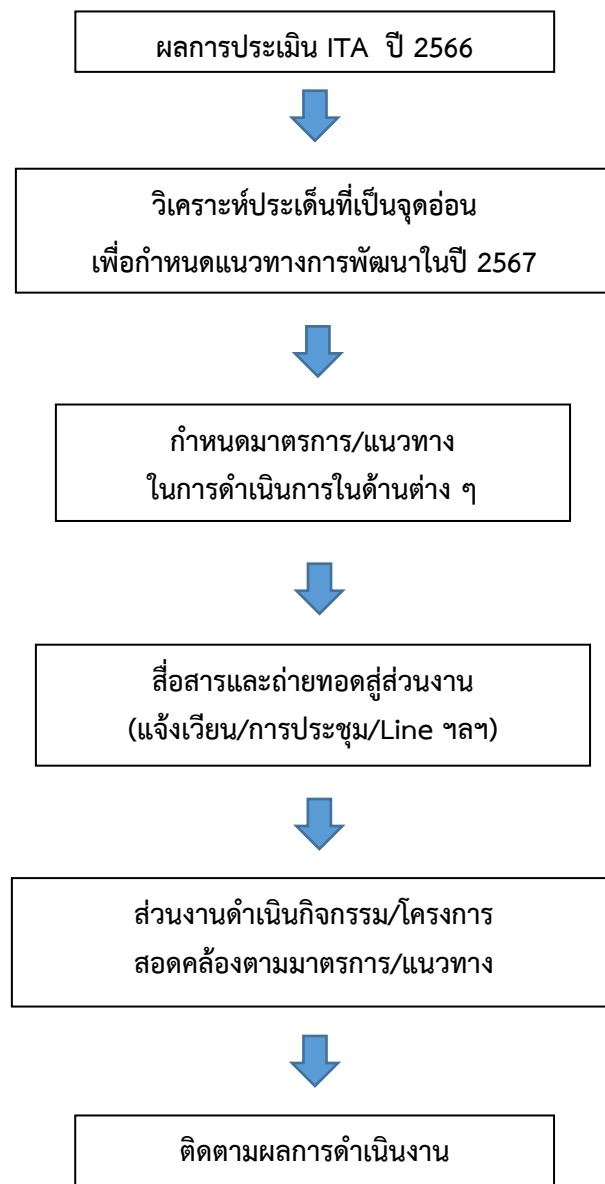 ผลการประเมิน ITA ปี 2566
วิเคราะห์ประเด็นที่เป็นจุดอ่อน
เพื่อกำหนดแนวทางการพัฒนาในปี 2567
กำหนดมาตรการ/แนวทาง
ในการดำเนินการในด้านต่าง ๆ
สื่อสารและถ่ายทอดสู่ส่วนงาน
(แจ้งเวียน/การประชุม/Line ฯลฯ)
ส่วนงานดำเนินกิจกรรม/โครงการ
สอดคล้องตามมาตรการ/แนวทาง
ติดตามผลการดำเนินงาน